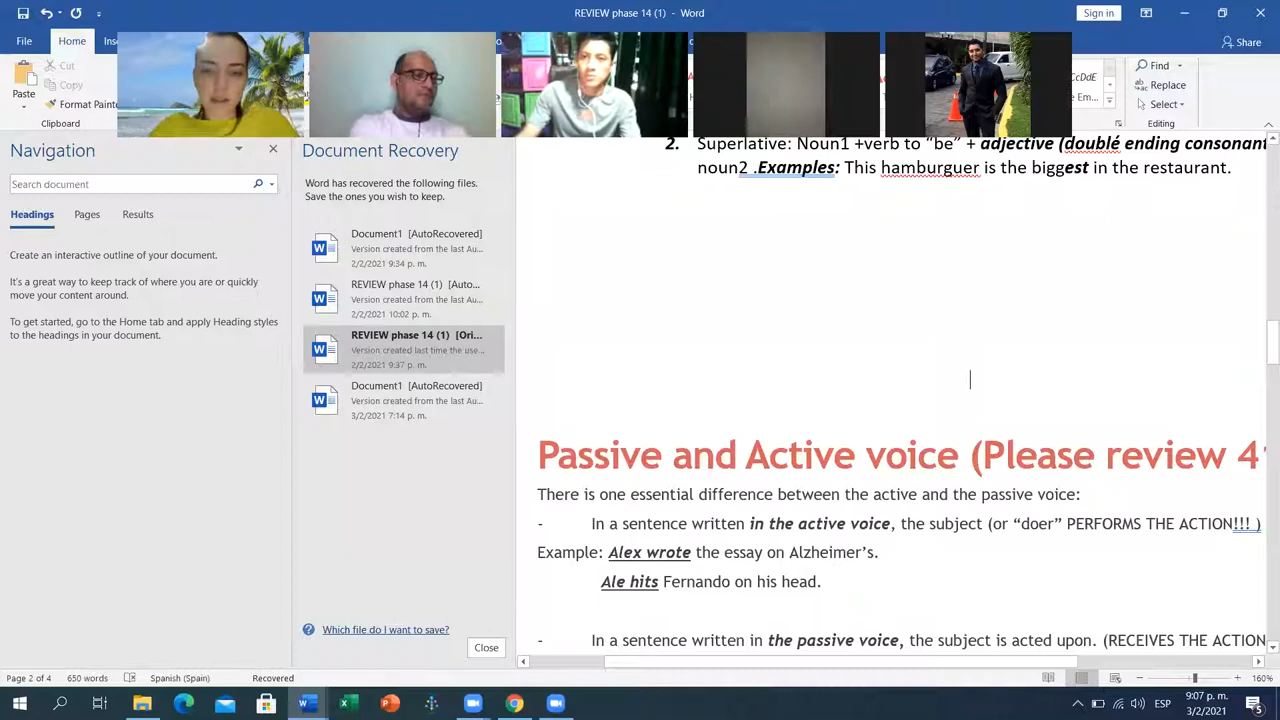 REVIEW phase 14 (1) - Word
File
Home
Share
Cut
Copy
Format Painter
Paste
Clipboard
CcDdE
Find
Replace
Select
Editing
Navigation
Search document
Headings
Pages
Results
Create an interactive outline of your document.
It's a great way to keep track of where you are or quickly
move your content around.
To get started, go to the Home tab and apply Heading styles
to the headings in your document.
Document Recovery
Word has recovered the following files.
Save the ones you wish to keep.
Document1 [AutoRecovered]
Version created from the last Au...
2/2/2021 9:34 p. m.
REVIEW phase 14 (1) [Auto...
Version created from the last Au...
2/2/2021 10:02 p. m.
REVIEW phase 14 (1) [Ori...
Version created last time the use...
2/2/2021 9:37 p. m.
Document1 [AutoRecovered]
Version created from the last Au...
3/2/2021 7:14 p. m.
Which file do I want to save?
Close
2. Superlative: Noun1 +verb to “be” + adjective (doublé ending consonant
noun2 .Examples: This hamburguer is the biggest in the restaurant.
Passive and Active voice (Please review 4
There is one essential difference between the active and the passive voice:
- In a sentence written in the active voice, the subject (or “doer” PERFORMS THE ACTION!!! )
Example: Alex wrote the essay on Alzheimer’s.
Ale hits Fernando on his head.
- In a sentence written in the passive voice, the subject is acted upon. (RECEIVES THE ACTION
Page 2 of 4
650 words
Spanish (Spain)
Recovered
160%
ESP
9:07 p. m.
3/2/2021
5